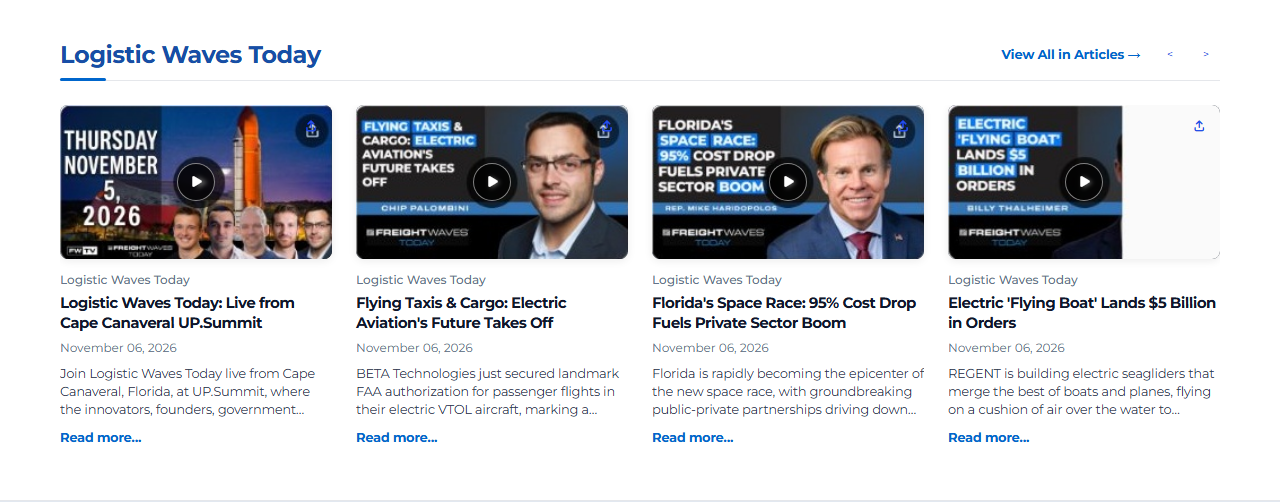 Logistic Waves Today
View All in Articles →
<
>
THURSDAY
NOVEMBER
5,
2026
FWTV
FREIGHTWAVES
TODAY
FLYING TAXIS &
CARGO: ELECTRIC
AVIATION'S
FUTURE TAKES
OFF
CHIP PALOMBINI
FREIGHTWAVES
TODAY
FLORIDA'S
SPACE RACE:
95% COST DROP
FUELS PRIVATE
SECTOR BOOM
REP. MIKE HARIDOPOLOS
FREIGHTWAVES
TODAY
ELECTRIC
'FLYING BOAT'
LANDS $5
BILLION IN
ORDERS
BILLY THALHEIMER
FREIGHTWAVES
TODAY
Logistic Waves Today
Logistic Waves Today: Live from
Cape Canaveral UP.Summit
November 06, 2026
Join Logistic Waves Today live from Cape
Canaveral, Florida, at UP.Summit, where
the innovators, founders, government...
Read more...
Logistic Waves Today
Flying Taxis & Cargo: Electric
Aviation's Future Takes Off
November 06, 2026
BETA Technologies just secured landmark
FAA authorization for passenger flights in
their electric VTOL aircraft, marking a...
Read more...
Logistic Waves Today
Florida's Space Race: 95% Cost Drop
Fuels Private Sector Boom
November 06, 2026
Florida is rapidly becoming the epicenter of
the new space race, with groundbreaking
public-private partnerships driving down...
Read more...
Logistic Waves Today
Electric 'Flying Boat' Lands $5 Billion
in Orders
November 06, 2026
REGENT is building electric seagliders that
merge the best of boats and planes, flying
on a cushion of air over the water to...
Read more...